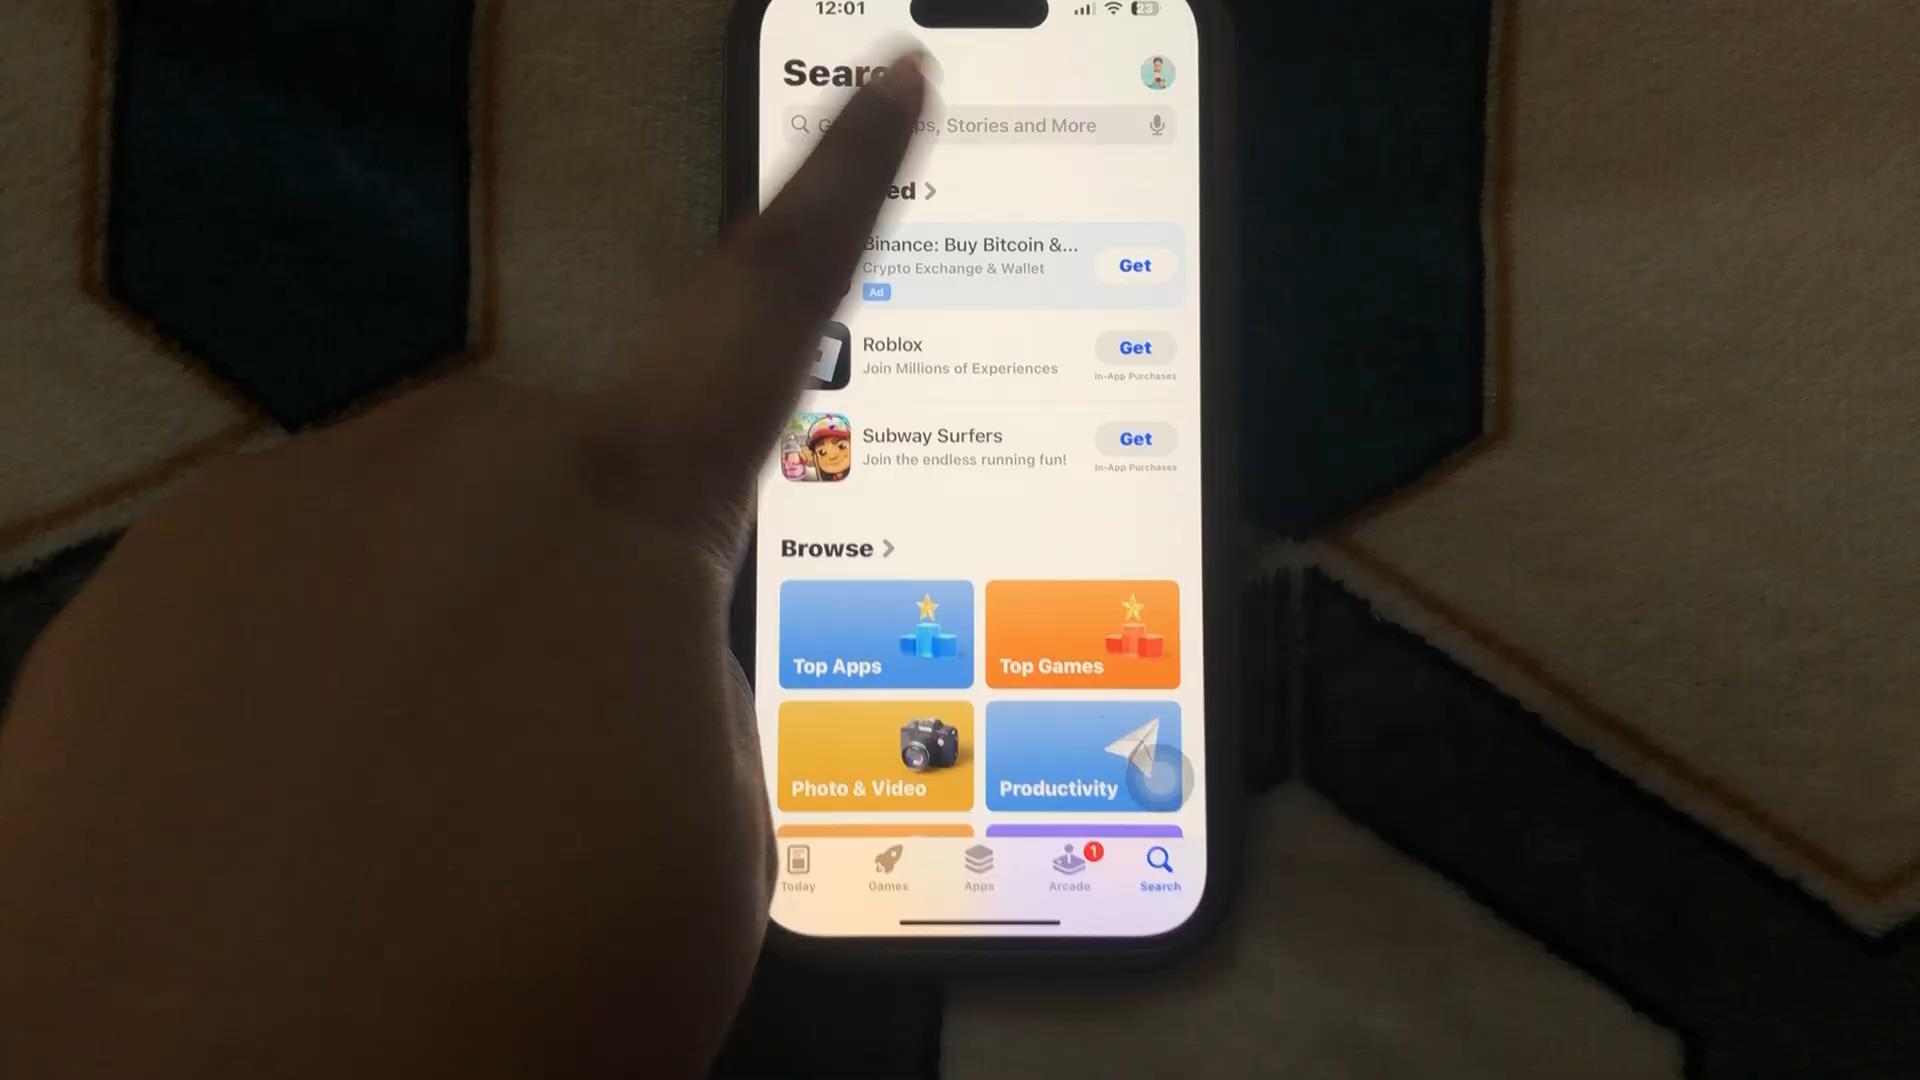 12:01
23
Sear
ps, Stories and More
ed
Binance: Buy Bitcoin &...
Crypto Exchange & Wallet
Ad
Get
Roblox
Join Millions of Experiences
Get
In-App Purchases
Subway Surfers
Join the endless running fun!
Get
In-App Purchases
Browse
Top Apps
Top Games
Photo & Video
Productivity
Today
Games
Apps
Arcade
1
Search